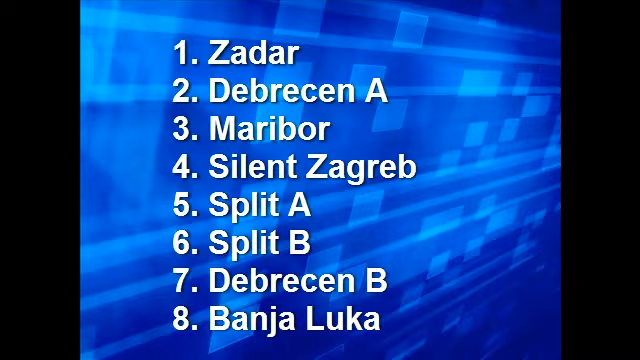 1. Zadar
2. Debrecen A
3. Maribor
4. Silent Zagreb
5. Split A
6. Split B
7. Debrecen B
8. Banja Luka